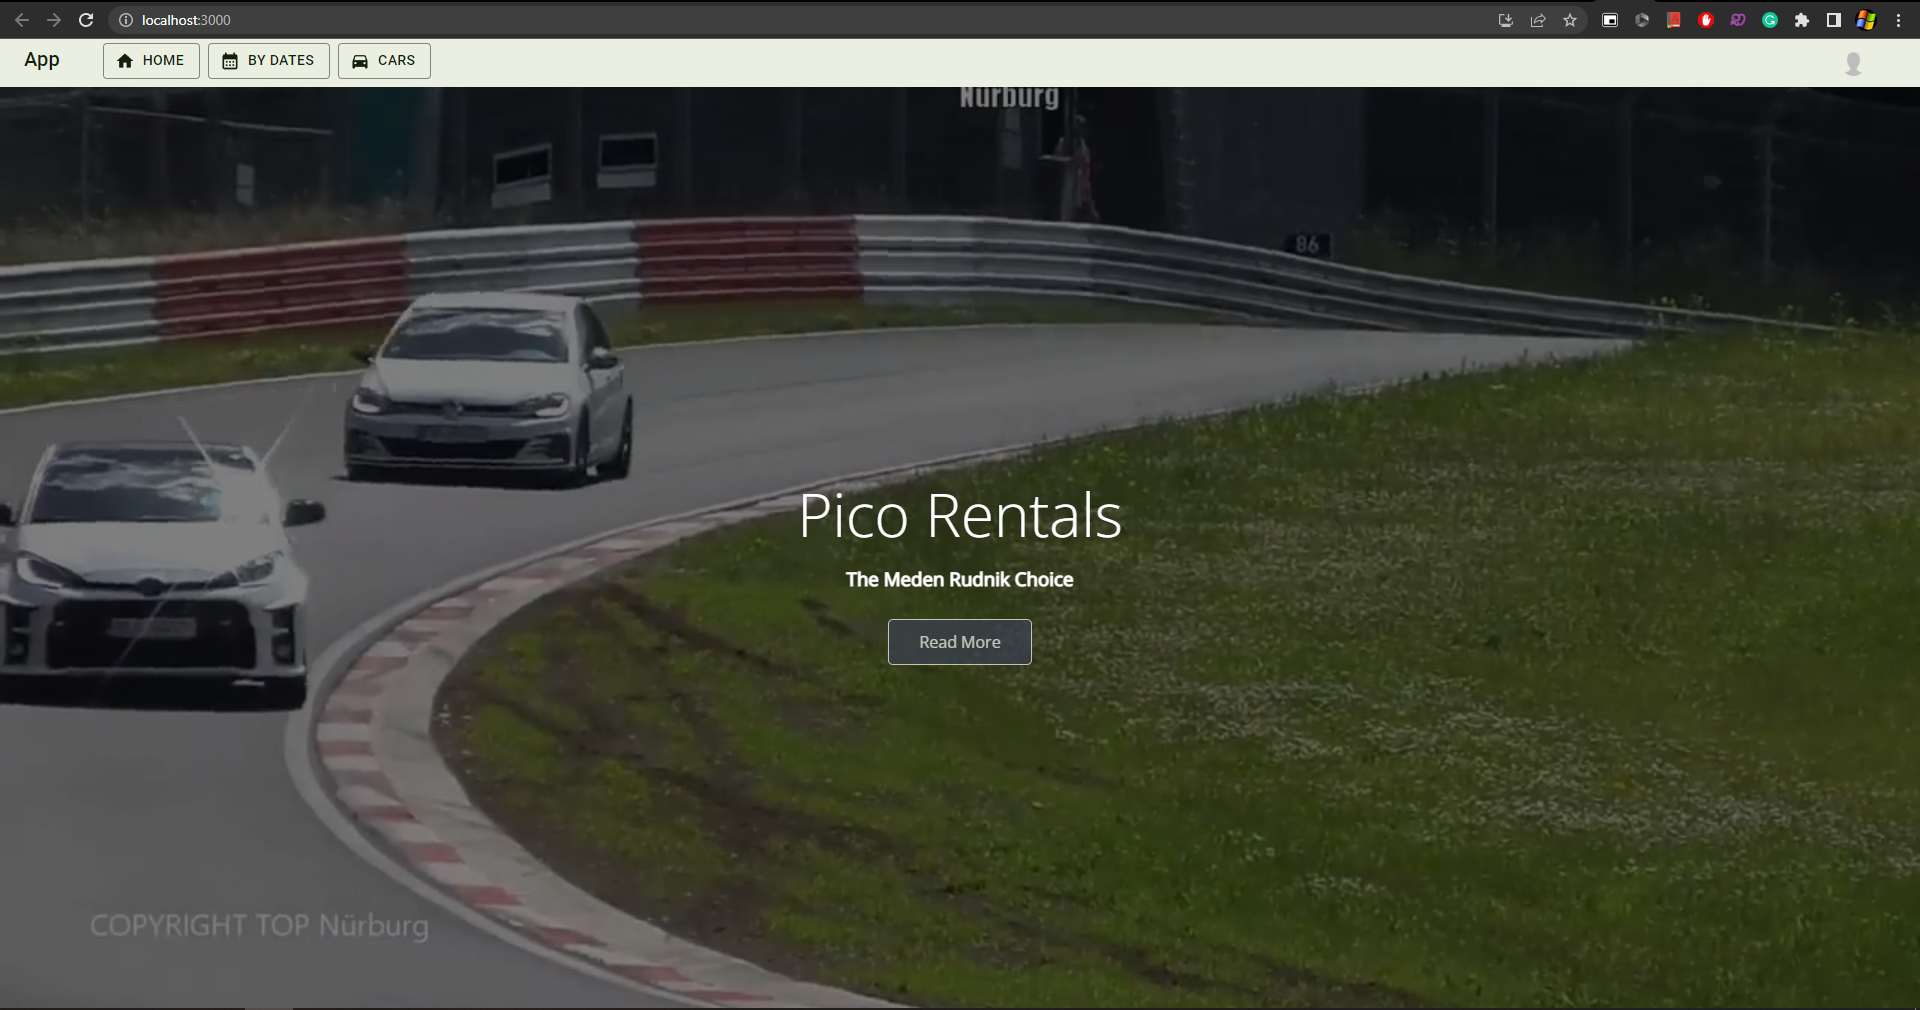 localhost:3000
App
HOME
BY DATES
CARS
Nürburg
86
Pico Rentals
The Meden Rudnik Choice
Read More
COPYRIGHT TOP Nürburg